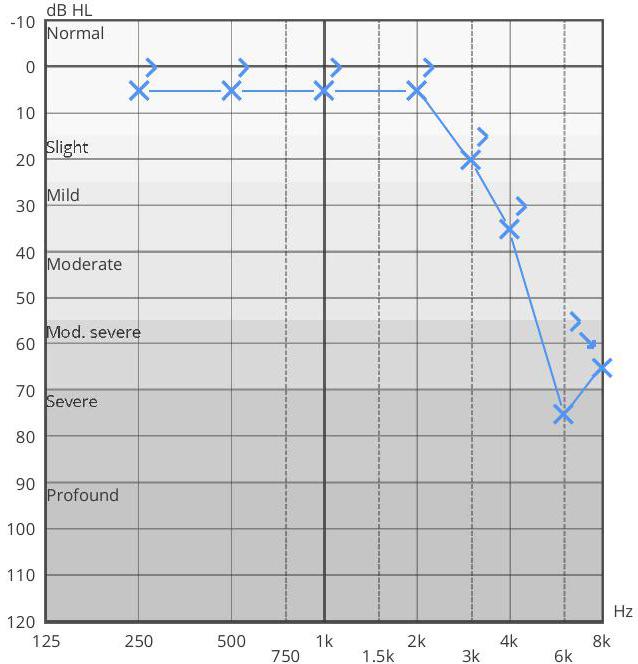 dB HL
-10
Normal
0
10
Slight
20
Mild
30
40
Moderate
50
Mod. severe
60
70
Severe
80
90
Profound
100
110
120
Hz
125 250 500 1k 2k 4k 8k
750 1.5k 3k 6k